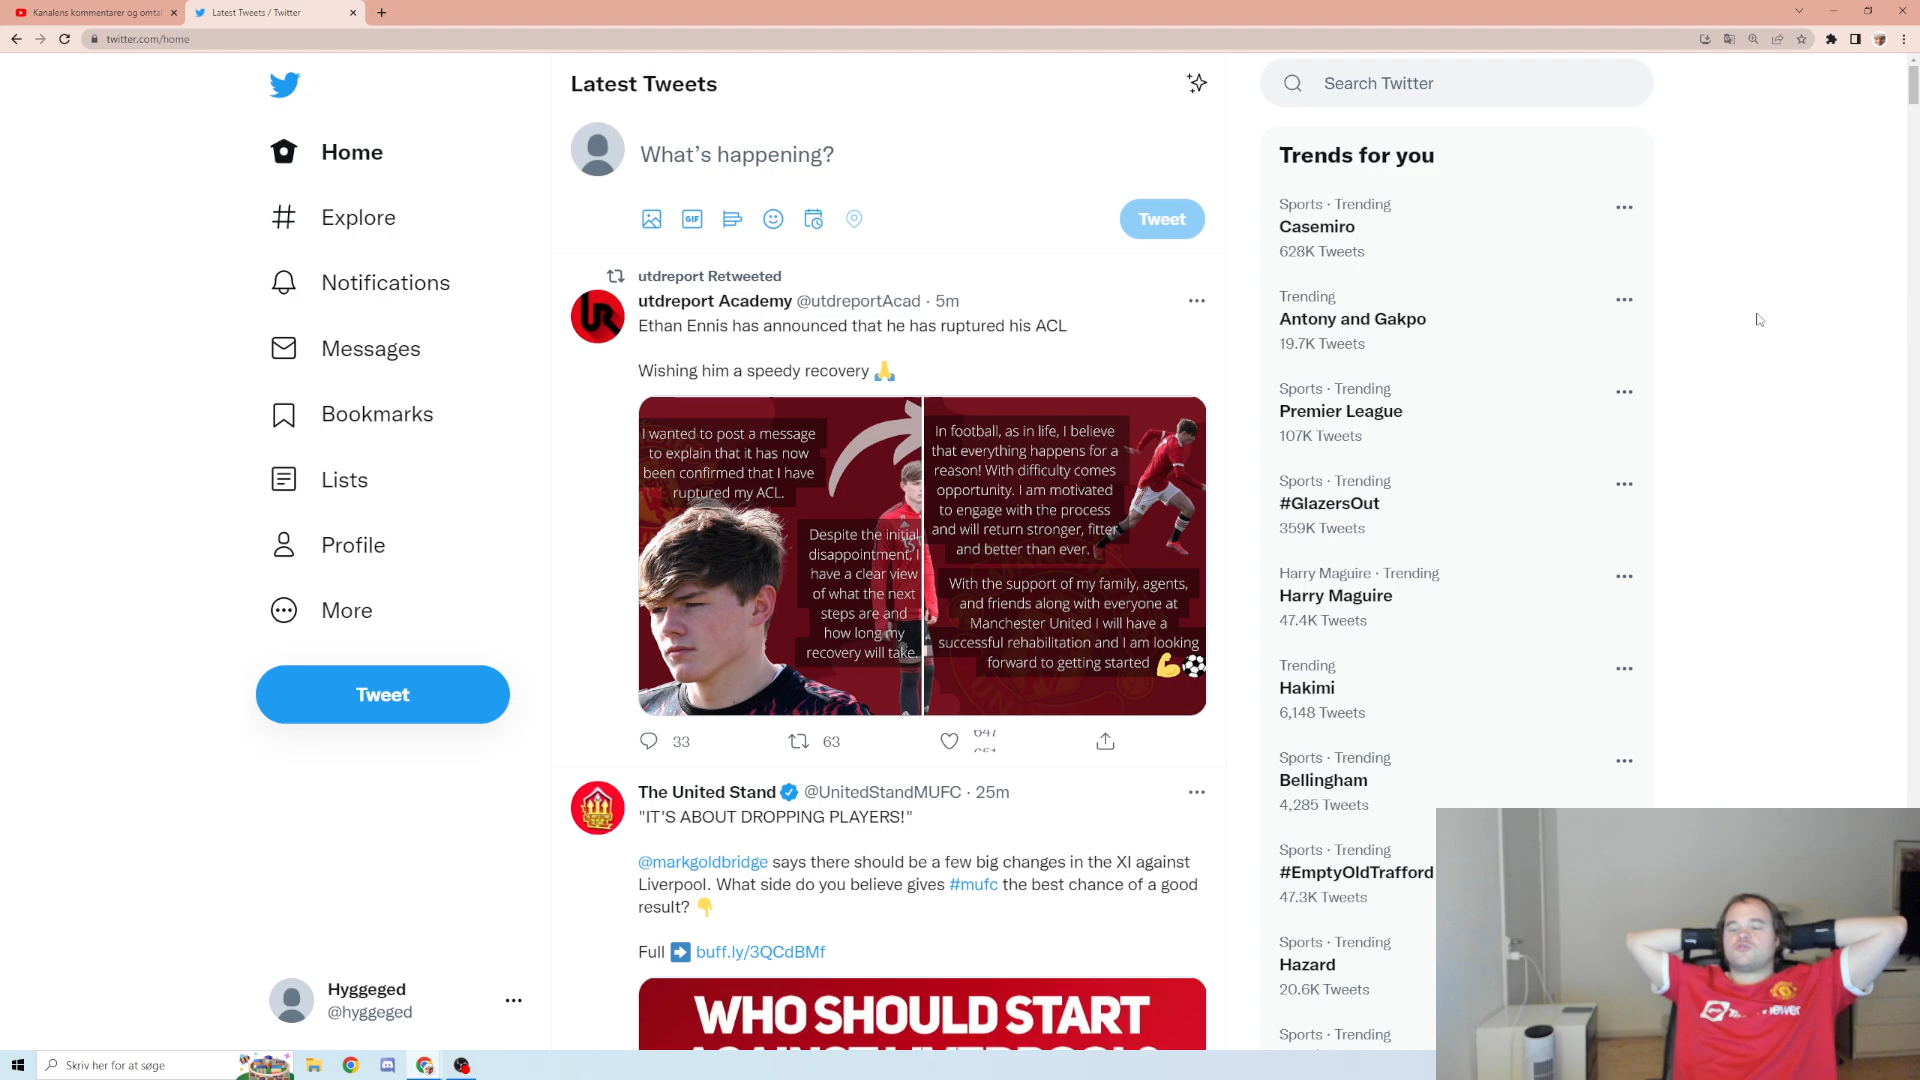 Kanalens kommentarer og omtal
Latest Tweets / Twitter
twitter.com/home
Home
Explore
Notifications
Messages
Bookmarks
Lists
Profile
More
Tweet
Hyggeged
@hyggeged
Latest Tweets
What's happening?
GIF
Tweet
utdreport Retweeted
utdreport Academy @utdreportAcad · 5m
Ethan Ennis has announced that he has ruptured his ACL
Wishing him a speedy recovery 🙏
I wanted to post a message
to explain that it has now
been confirmed that I have
ruptured my ACL.
Despite the initial
disappointment, I
have a clear view
of what the next
steps are and
how long my
recovery will take.
In football, as in life, I believe
that everything happens for a
reason! With difficulty comes
opportunity. I am motivated
to engage with the process
and will return stronger, fitter
and better than ever.
With the support of my family, agents,
and friends along with everyone at
Manchester United I will have a
successful rehabilitation and I am looking
forward to getting started 💪⚽
33
63
The United Stand @UnitedStandMUFC · 25m
"IT'S ABOUT DROPPING PLAYERS!"
@markgoldbridge says there should be a few big changes in the XI against
Liverpool. What side do you believe gives #mufc the best chance of a good
result? 👇
Full ➡ buff.ly/3QCdBMf
WHO SHOULD START
AGAINST LIVERPOOL?
Search Twitter
Trends for you
Sports · Trending
Casemiro
628K Tweets
Trending
Antony and Gakpo
19.7K Tweets
Sports · Trending
Premier League
107K Tweets
Sports · Trending
#GlazersOut
359K Tweets
Harry Maguire · Trending
Harry Maguire
47.4K Tweets
Trending
Hakimi
6,148 Tweets
Sports · Trending
Bellingham
4,285 Tweets
Sports · Trending
#EmptyOldTrafford
47.3K Tweets
Sports · Trending
Hazard
20.6K Tweets
Sports · Trending
Skriv her for at søge